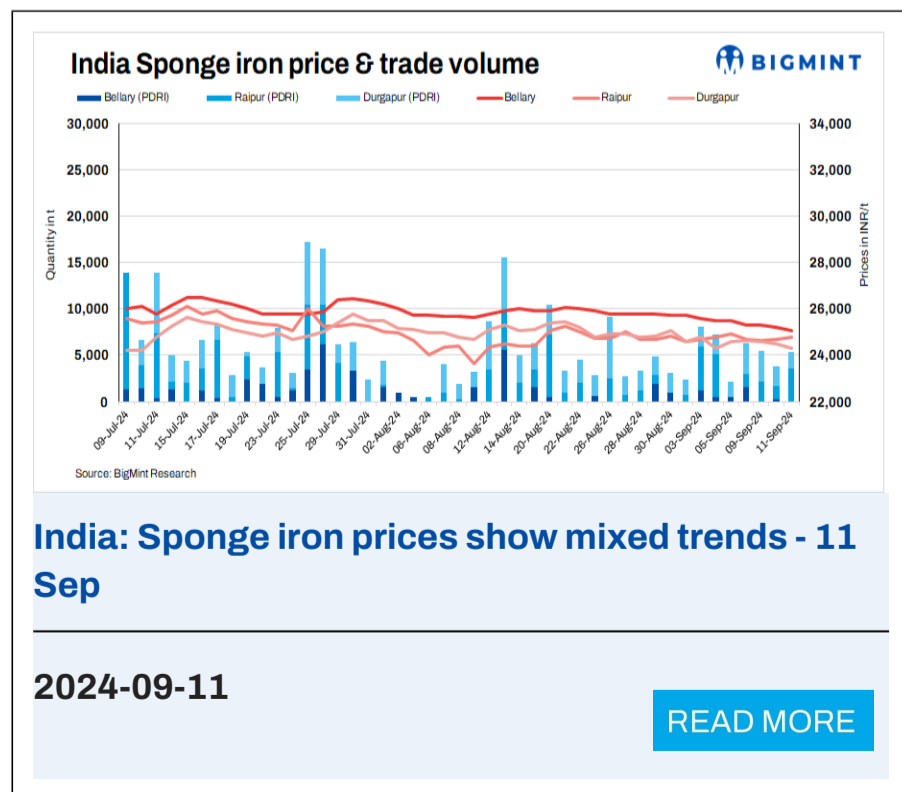 India Sponge iron price & trade volume
BIGMINT
Bellary (PDRI) Raipur (PDRI) Durgapur (PDRI) Bellary Raipur Durgapur
30,000 34,000
25,000 32,000
20,000 30,000
15,000 28,000
10,000 26,000
5,000 24,000
0 22,000
Quantity in t
Prices in INR/t
09-Jul-24 11-Jul-24 15-Jul-24 17-Jul-24 19-Jul-24 23-Jul-24 25-Jul-24 29-Jul-24 31-Jul-24 02-Aug-24 06-Aug-24 08-Aug-24 12-Aug-24 14-Aug-24 20-Aug-24 22-Aug-24 26-Aug-24 28-Aug-24 30-Aug-24 03-Sep-24 05-Sep-24 09-Sep-24 11-Sep-24
Source: BigMint Research
India: Sponge iron prices show mixed trends - 11
Sep
2024-09-11
READ MORE